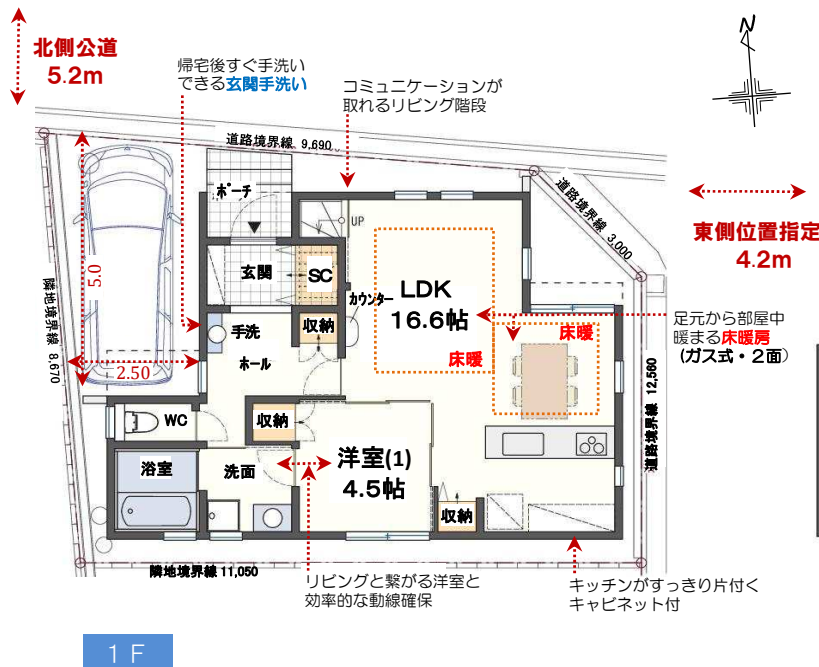 北側公道
5.2m
帰宅後すぐ手洗い
できる玄関手洗い
コミュニケーションが
取れるリビング階段
N
道路境界線 9,690
道路境界線 3,000
東側位置指定
4.2m
ポーチ
UP
玄関
SC
LDK
16.6帖
カウンター
5.0
2.50
隣地境界線 8,670
手洗
収納
ホール
床暖
床暖
足元から部屋中
暖まる床暖房
(ガス式・2面)
道路境界線 12,560
WC
収納
浴室
洗面
洋室(1)
4.5帖
収納
隣地境界線 11,050
リビングと繋がる洋室と
効率的な動線確保
キッチンがすっきり片付く
キャビネット付
1F